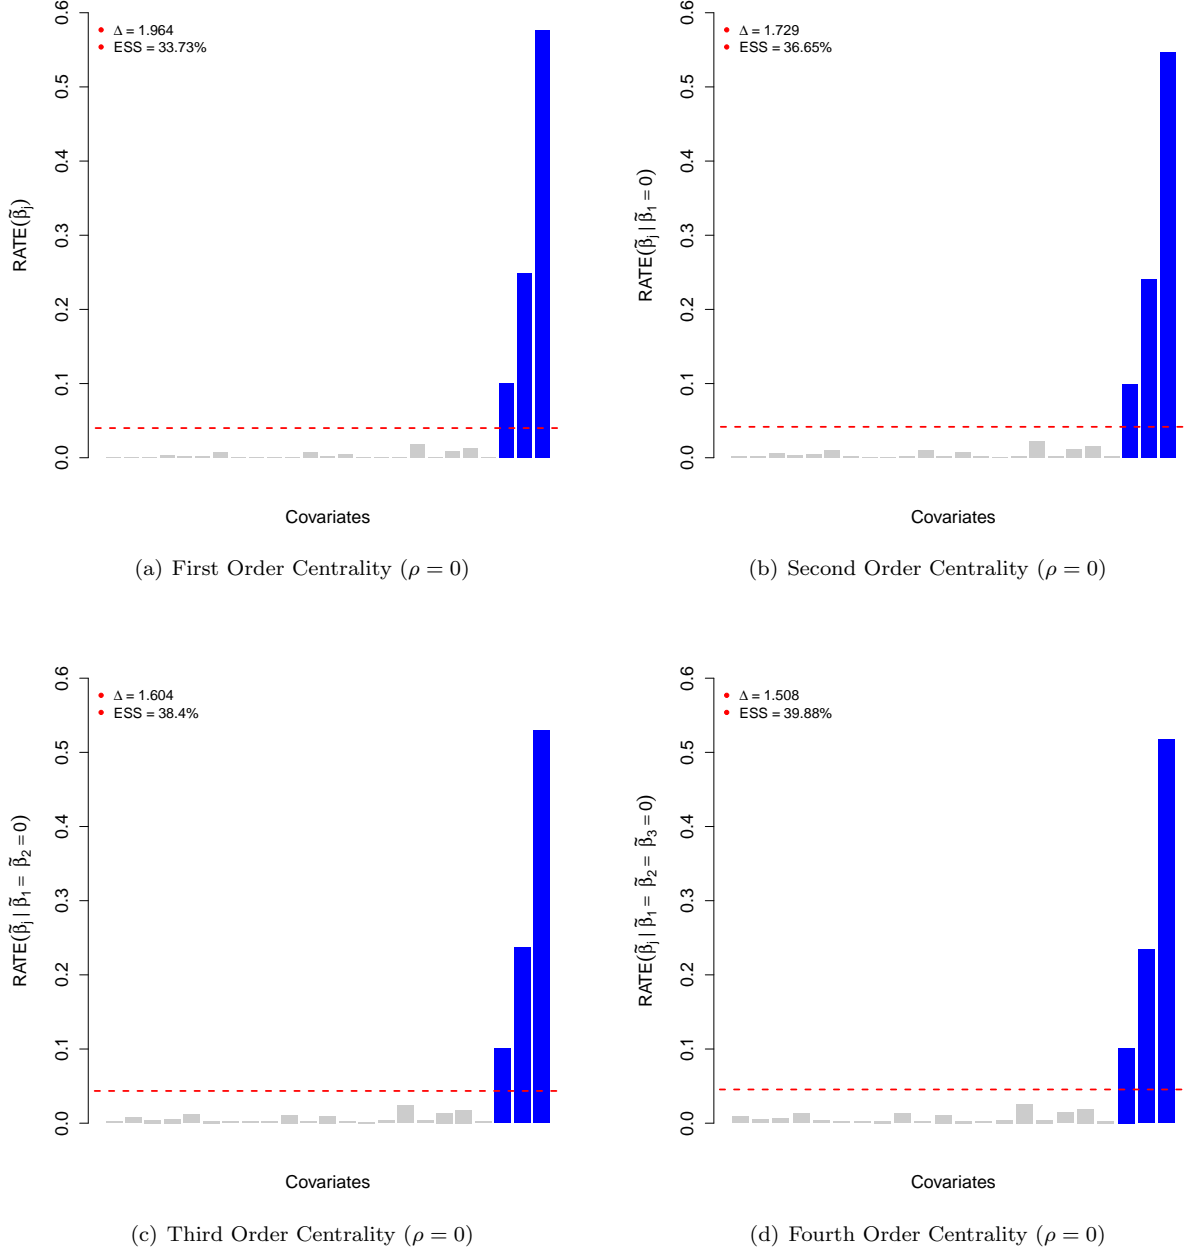 0.6
0.5
0.4
0.3
0.2
0.1
0.0
RATE(β̃j)
Δ = 1.964
ESS = 33.73%
Covariates
(a) First Order Centrality (ρ = 0)
0.6
0.5
0.4
0.3
0.2
0.1
0.0
RATE(β̃j | β̃1 = 0)
Δ = 1.729
ESS = 36.65%
Covariates
(b) Second Order Centrality (ρ = 0)
0.6
0.5
0.4
0.3
0.2
0.1
0.0
RATE(β̃j | β̃1 = β̃2 = 0)
Δ = 1.604
ESS = 38.4%
Covariates
(c) Third Order Centrality (ρ = 0)
0.6
0.5
0.4
0.3
0.2
0.1
0.0
RATE(β̃j | β̃1 = β̃2 = β̃3 = 0)
Δ = 1.508
ESS = 39.88%
Covariates
(d) Fourth Order Centrality (ρ = 0)